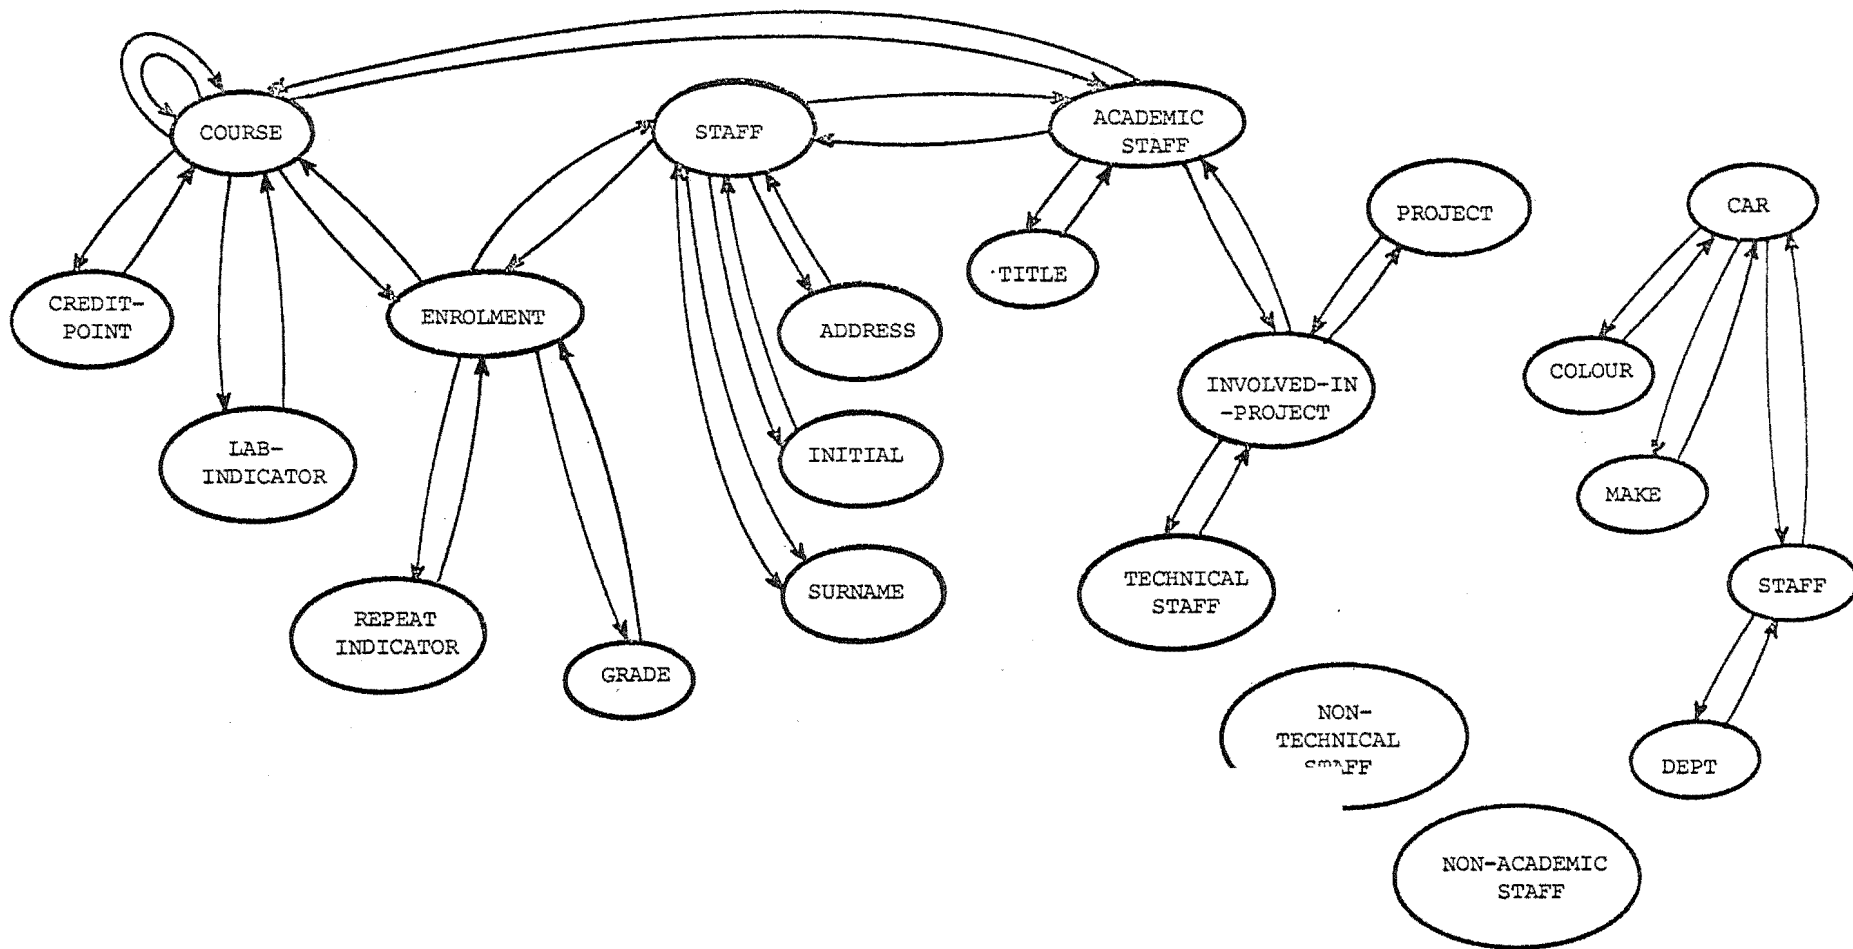 COURSE
STAFF
ACADEMIC
STAFF
PROJECT
CAR
CREDIT-
POINT
ENROLMENT
TITLE
ADDRESS
INVOLVED-IN
-PROJECT
COLOUR
LAB-
INDICATOR
INITIAL
MAKE
REPEAT
INDICATOR
GRADE
SURNAME
TECHNICAL
STAFF
STAFF
NON-
TECHNICAL
STAFF
DEPT
NON-ACADEMIC
STAFF